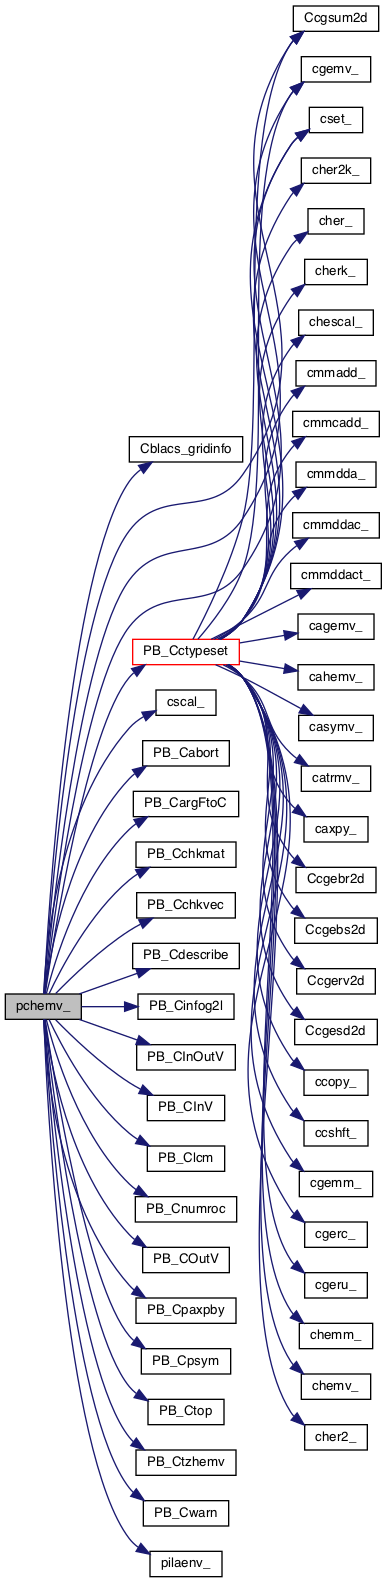 Ccgsum2d
cgemv_
cset_
cher2k_
cher_
cherk_
chescal_
cmmadd_
cmmcadd_
Cblacs_gridinfo
cmmdda_
cmmddac_
cmmddact_
cagemv_
PB_Cctypeset
cahemv_
cscal_
casymv_
PB_Cabort
catrmv_
PB_CargFtoC
caxpy_
PB_Cchkmat
Ccgebr2d
PB_Cchkvec
Ccgebs2d
PB_Cdescribe
Ccgerv2d
pchemv_
PB_Cinfog2l
Ccgesd2d
PB_CInOutV
ccopy_
PB_CInV
ccshft_
PB_Clcm
cgemm_
PB_Cnumroc
cgerc_
PB_COutV
cgeru_
PB_Cpaxpby
chemm_
PB_Cpsym
chemv_
PB_Ctop
cher2_
PB_Ctzhemv
PB_Cwarn
pilaenv_